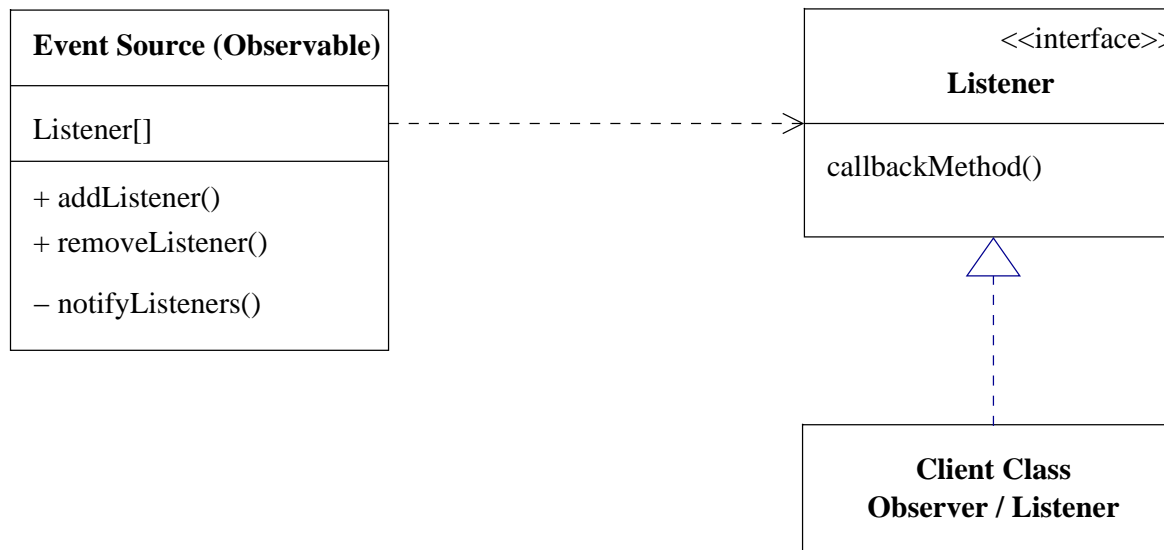 Event Source (Observable)
Listener[]
+ addListener()
+ removeListener()
− notifyListeners()
<<interface>>
Listener
callbackMethod()
Client Class
Observer / Listener